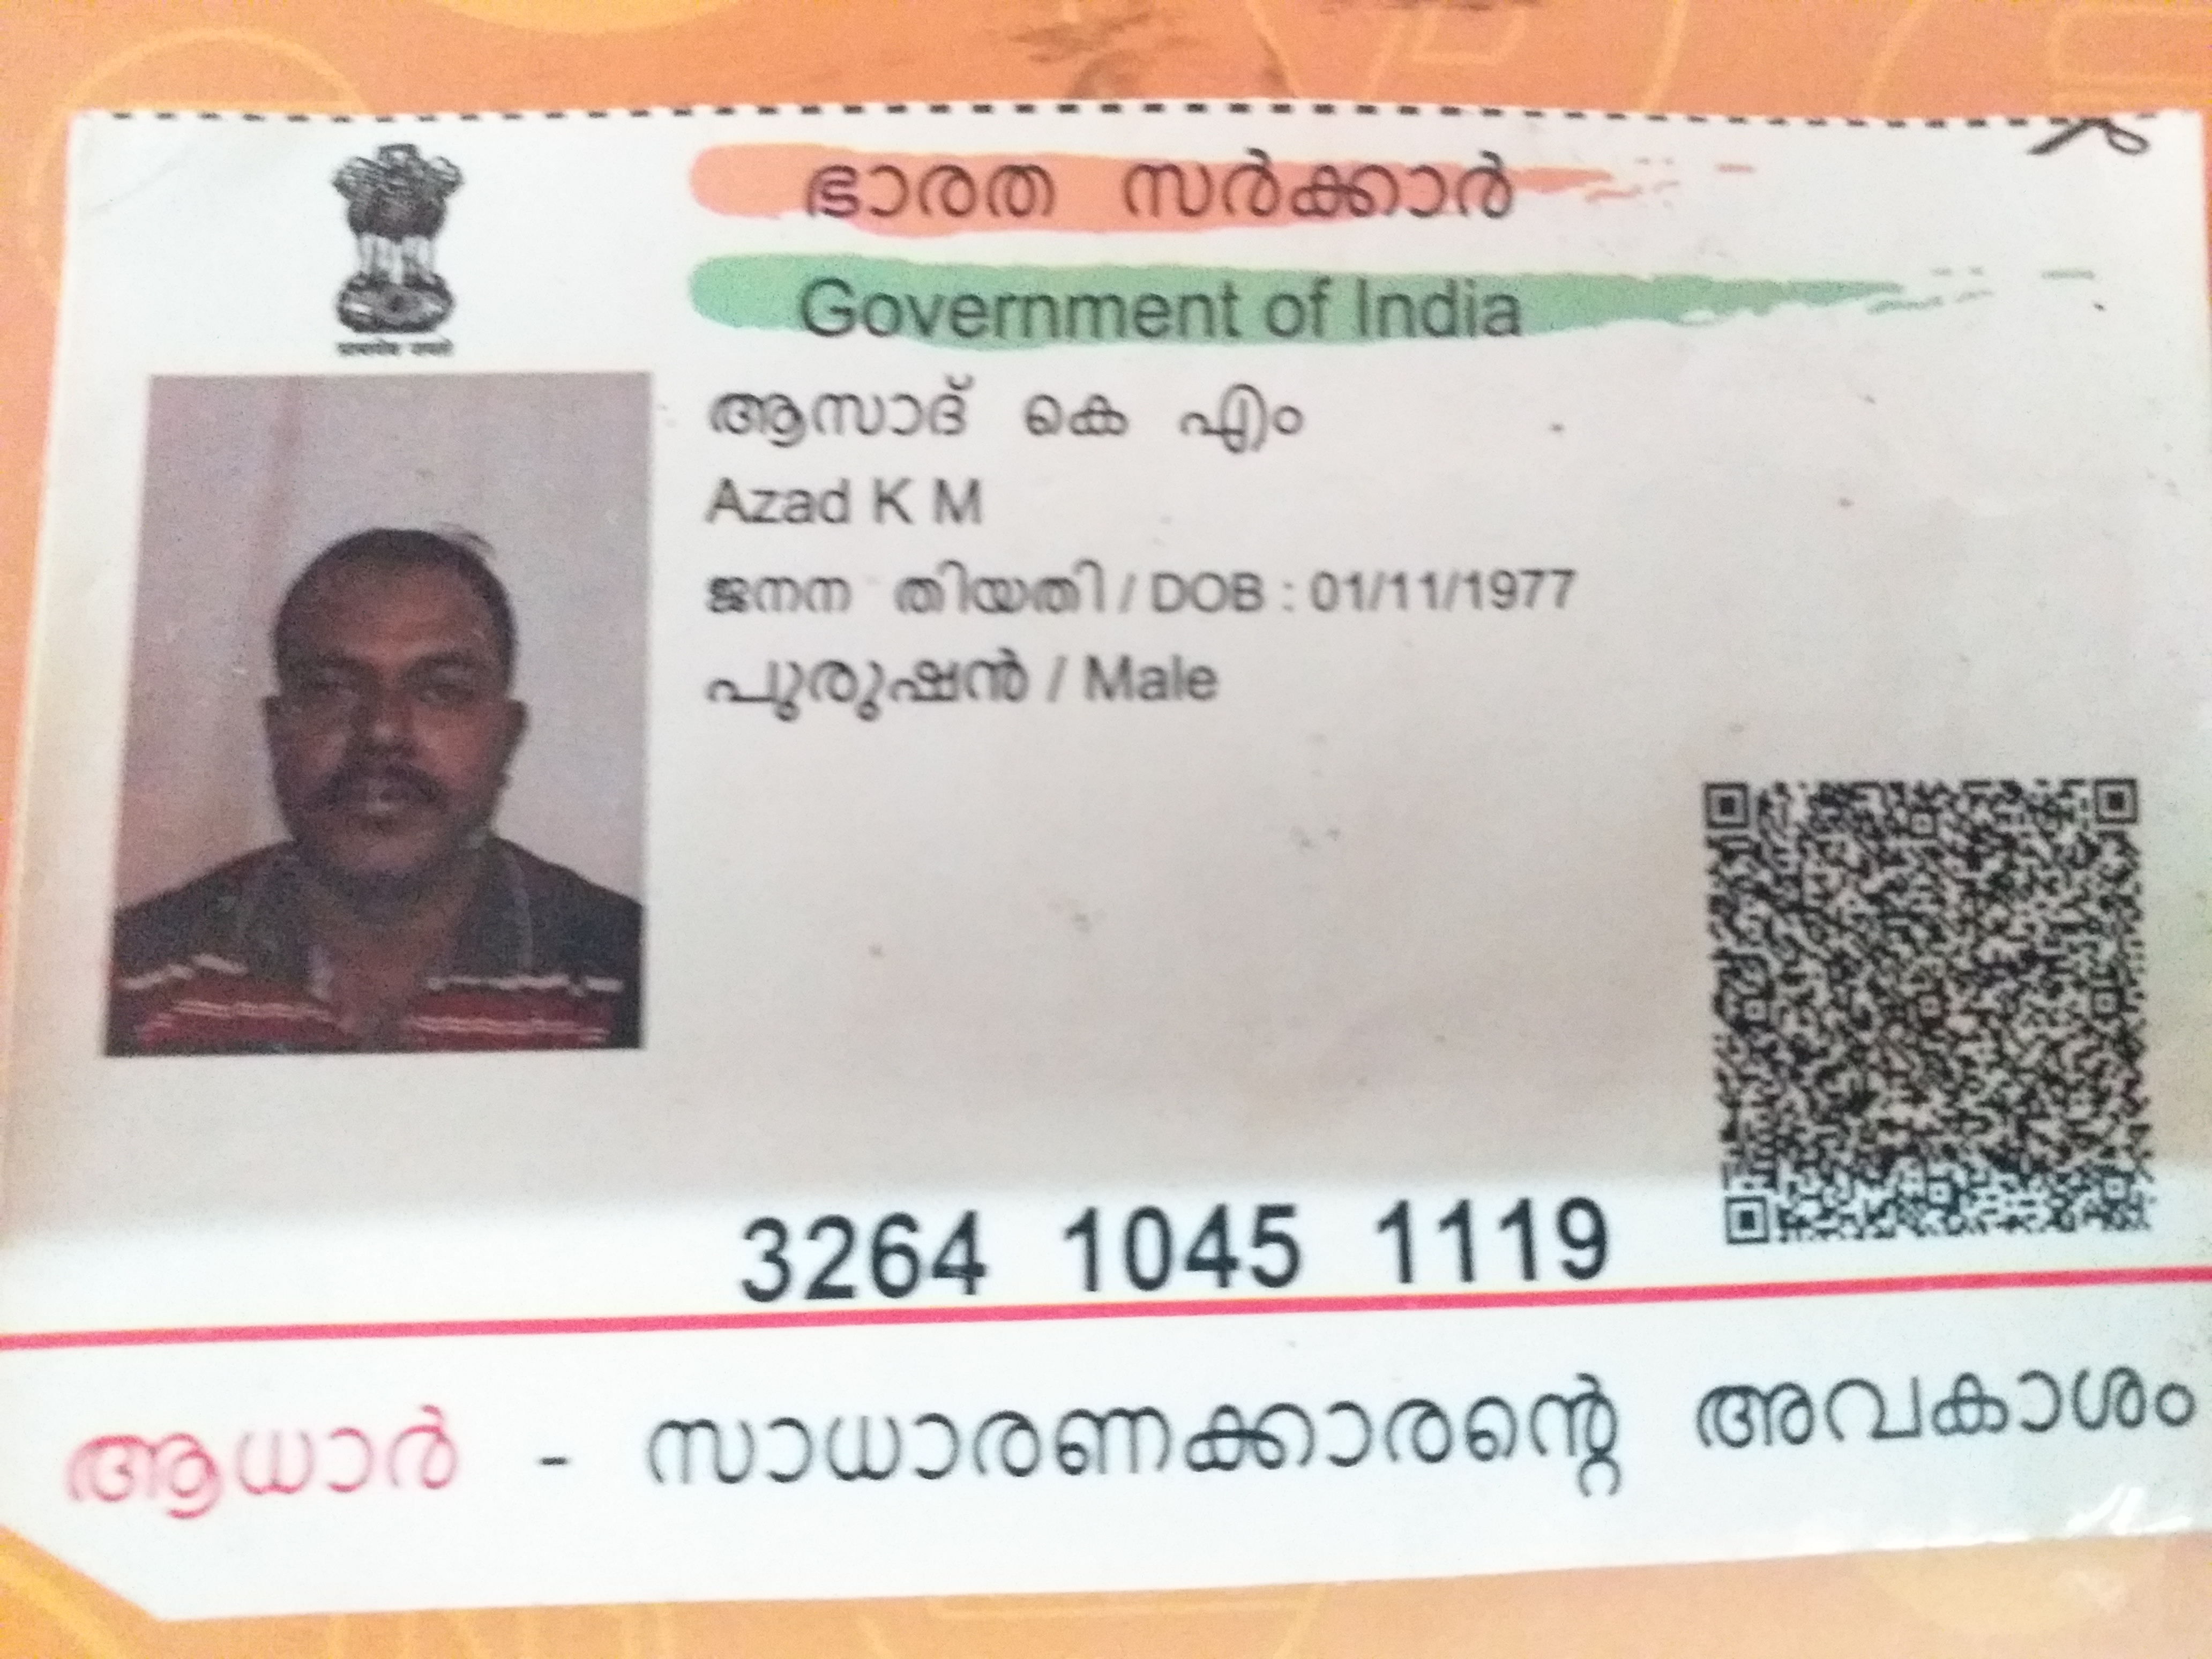 ഭാരത സർക്കാർ
Government of India
ആസാദ് കെ എം
Azad K M
ജനന തിയതി / DOB : 01/11/1977
പുരുഷൻ / Male
3264 1045 1119
ആധാർ - സാധാരണക്കാരന്റെ അവകാശം